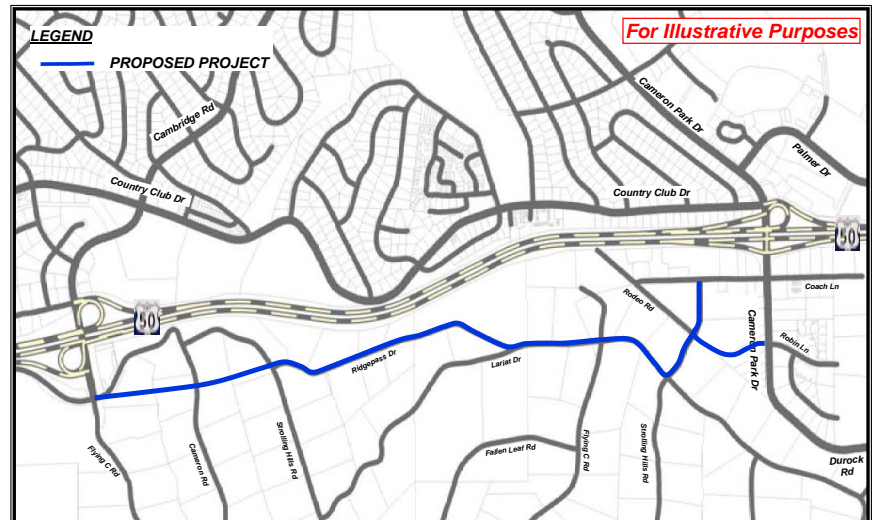 LEGEND
PROPOSED PROJECT
For Illustrative Purposes
Cambridge Rd
Cameron Park Dr
Palmer Dr
Country Club Dr
Country Club Dr
50
50
Coach Ln
Rodeo Rd
Cameron Park Dr
Robin Ln
Ridgepass Dr
Lariat Dr
Flying C Rd
Cameron Rd
Strolling Hills Rd
Fallen Leaf Rd
Flying C Rd
Strolling Hills Rd
Durock
Rd